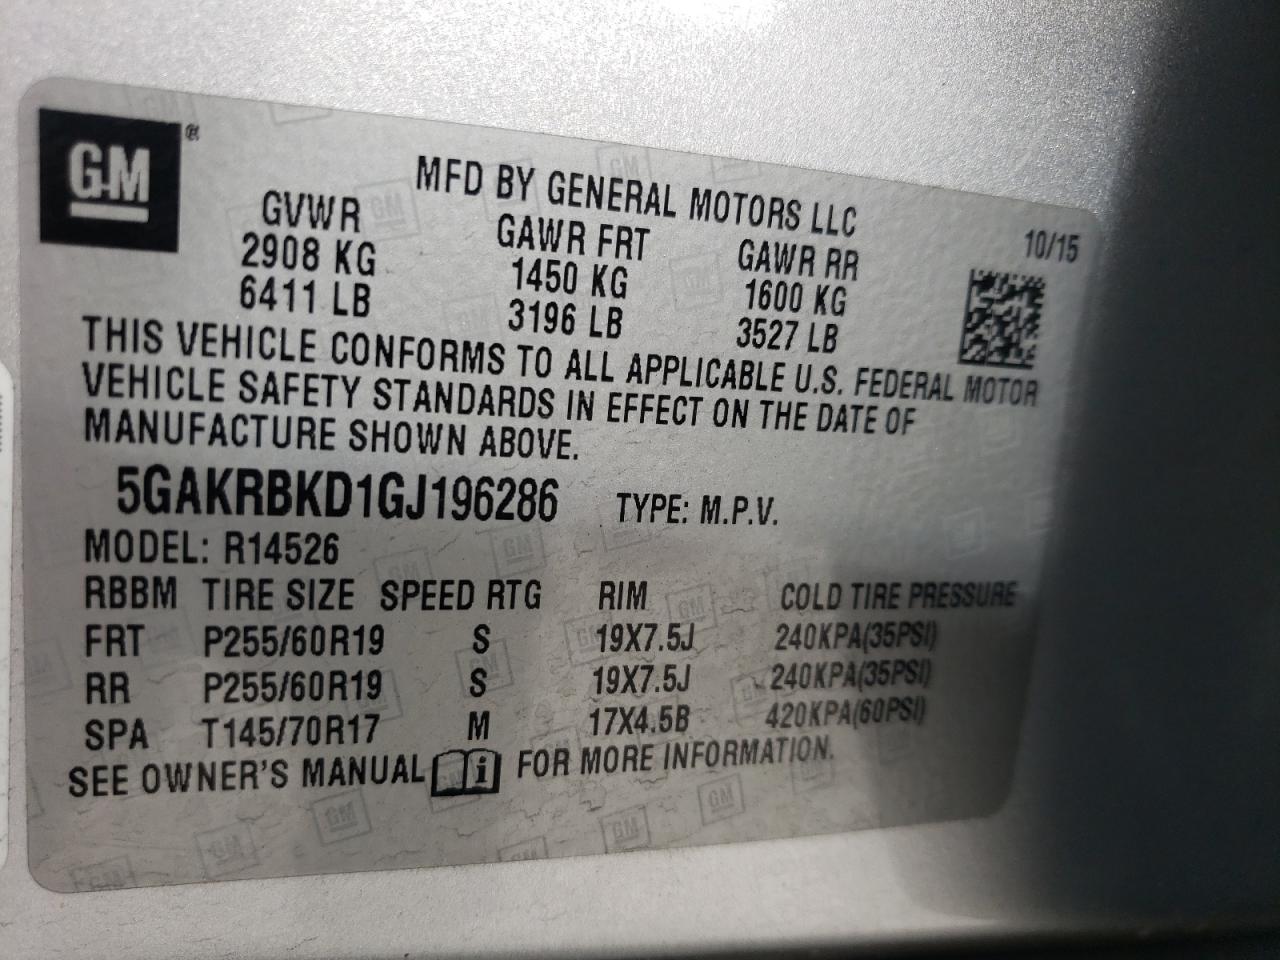 GM®
MFD BY GENERAL MOTORS LLC
10/15
GVWR GAWR FRT GAWR RR
2908 KG 1450 KG 1600 KG
6411 LB 3196 LB 3527 LB
THIS VEHICLE CONFORMS TO ALL APPLICABLE U.S. FEDERAL MOTOR
VEHICLE SAFETY STANDARDS IN EFFECT ON THE DATE OF
MANUFACTURE SHOWN ABOVE.
5GAKRBKD1GJ196286 TYPE: M.P.V.
MODEL: R14526
RBBM TIRE SIZE SPEED RTG RIM COLD TIRE PRESSURE
FRT P255/60R19 S 19X7.5J 240KPA(35PSI)
RR P255/60R19 S 19X7.5J 240KPA(35PSI)
SPA T145/70R17 M 17X4.5B 420KPA(60PSI)
SEE OWNER'S MANUAL i FOR MORE INFORMATION.